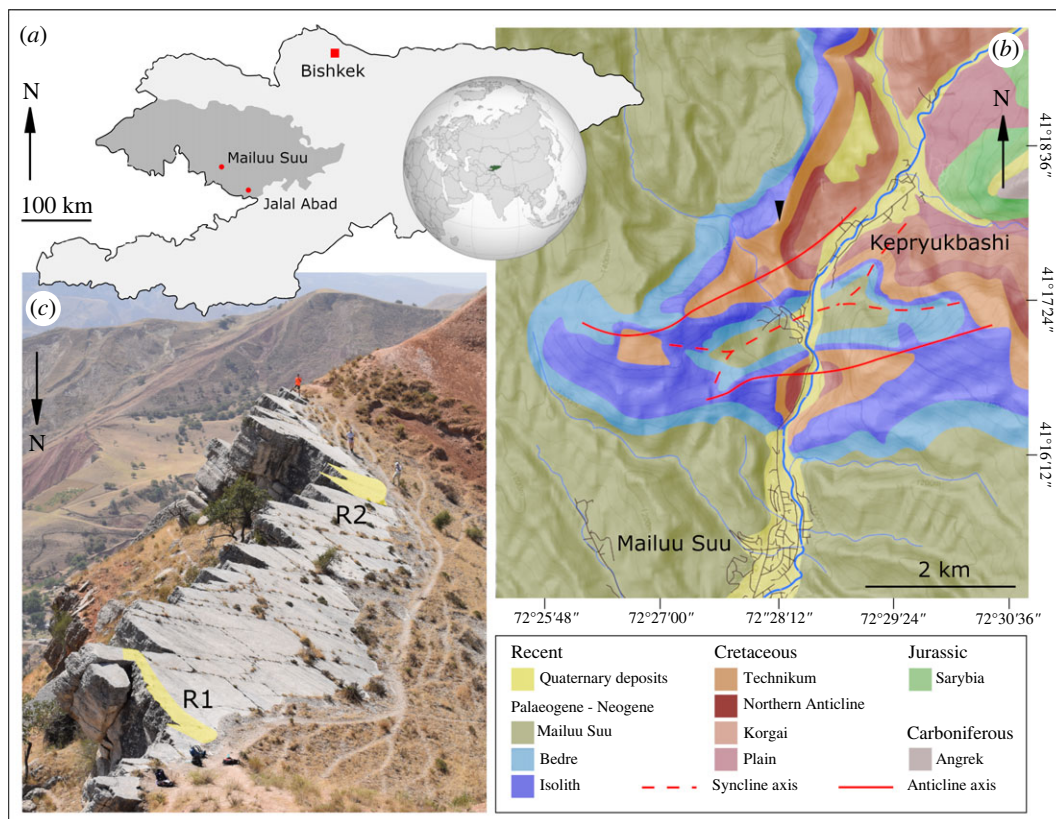 (a)
N
100 km
Bishkek
Mailuu Suu
Jalal Abad
(b)
N
41°18′36″
41°17′24″
41°16′12″
Kepryukbashi
Mailuu Suu
2 km
72°25′48″ 72°27′00″ 72°28′12″ 72°29′24″ 72°30′36″
(c)
N
R2
R1
Recent
Quaternary deposits
Palaeogene - Neogene
Mailuu Suu
Bedre
Isolith
Cretaceous
Technikum
Northern Anticline
Korgai
Plain
Jurassic
Sarybia
Carboniferous
Angrek
Syncline axis
Anticline axis